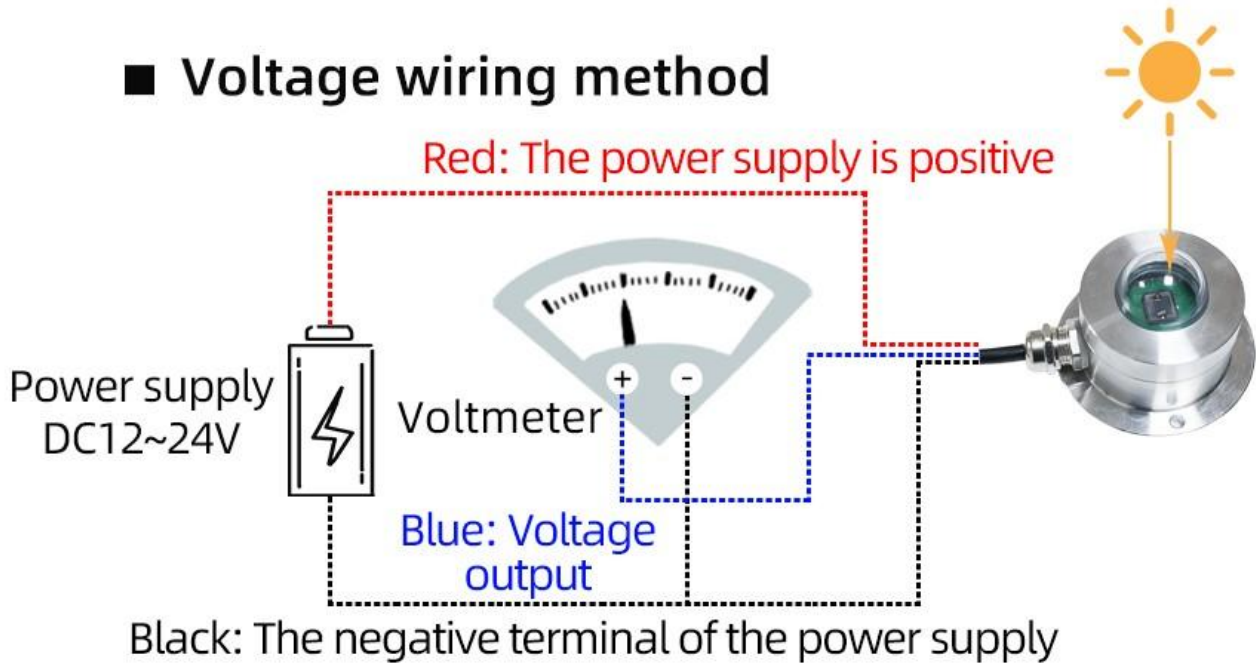 ■ Voltage wiring method
Red: The power supply is positive
Power supply
DC12~24V
Voltmeter
+ -
Blue: Voltage
output
Black: The negative terminal of the power supply